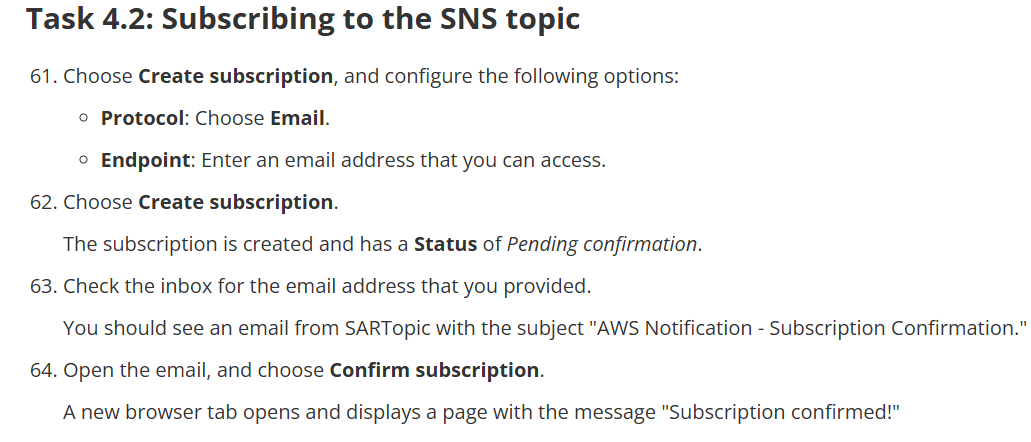 Task 4.2: Subscribing to the SNS topic
61. Choose Create subscription, and configure the following options:
Protocol: Choose Email.
Endpoint: Enter an email address that you can access.
62. Choose Create subscription.
The subscription is created and has a Status of Pending confirmation.
63. Check the inbox for the email address that you provided.
You should see an email from SARTopic with the subject "AWS Notification - Subscription Confirmation."
64. Open the email, and choose Confirm subscription.
A new browser tab opens and displays a page with the message "Subscription confirmed!"